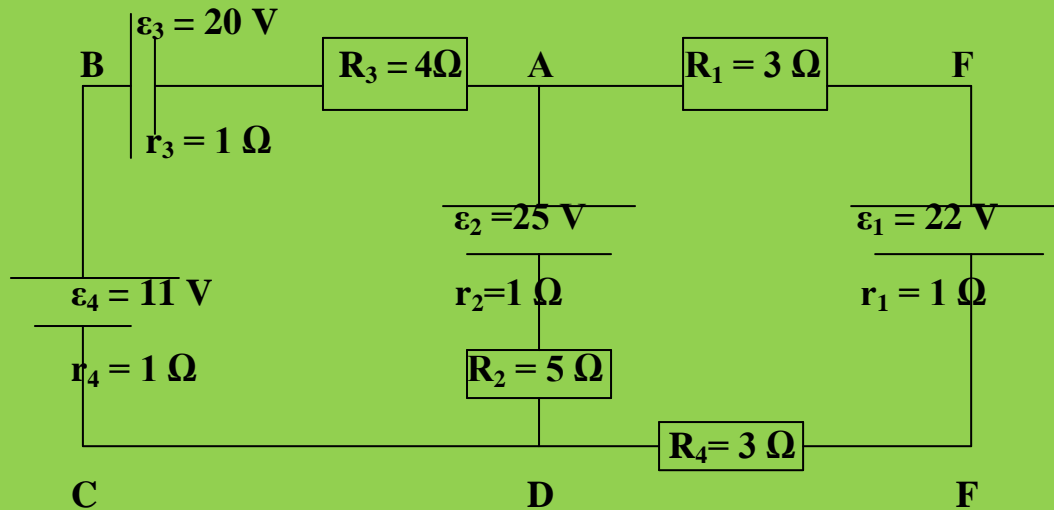 ε₃ = 20 V
B R₃ = 4Ω A R₁ = 3 Ω F
r₃ = 1 Ω
ε₂ =25 V ε₁ = 22 V
ε₄ = 11 V r₂=1 Ω r₁ = 1 Ω
r₄ = 1 Ω R₂ = 5 Ω
R₄= 3 Ω
C D F